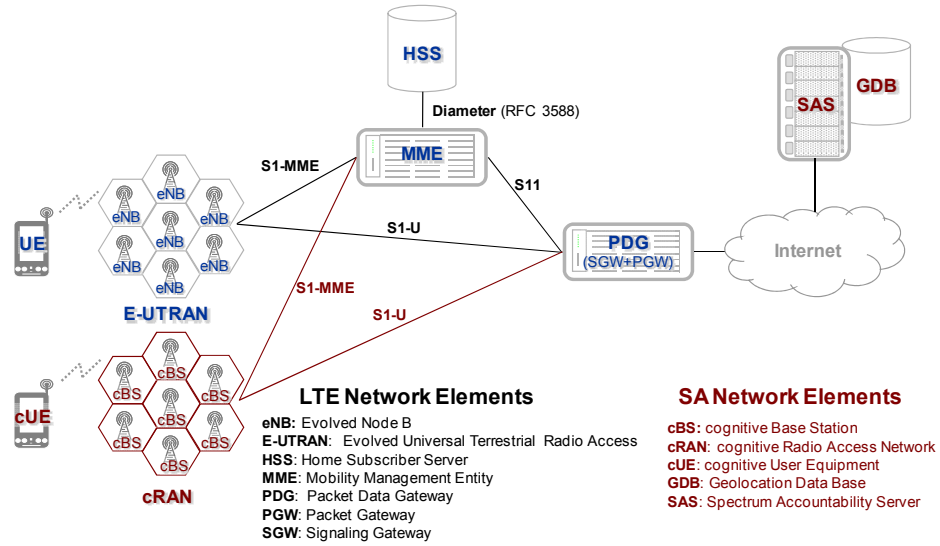 HSS
GDB
SAS
Diameter (RFC 3588)
MME
S1-MME
S11
eNB
eNB
eNB
eNB
eNB
eNB
eNB
UE
S1-U
PDG
(SGW+PGW)
Internet
E-UTRAN
S1-MME
S1-U
cBS
cBS
cBS
cBS
cBS
cBS
cBS
cUE
cRAN
LTE Network Elements
eNB: Evolved Node B
E-UTRAN: Evolved Universal Terrestrial Radio Access
HSS: Home Subscriber Server
MME: Mobility Management Entity
PDG: Packet Data Gateway
PGW: Packet Gateway
SGW: Signaling Gateway
SA Network Elements
cBS: cognitive Base Station
cRAN: cognitive Radio Access Network
cUE: cognitive User Equipment
GDB: Geolocation Data Base
SAS: Spectrum Accountability Server